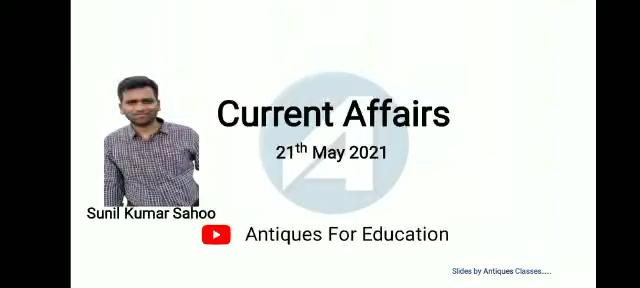 Current Affairs
21th May 2021
Sunil Kumar Sahoo
Antiques For Education
Slides by Antiques Classes.....